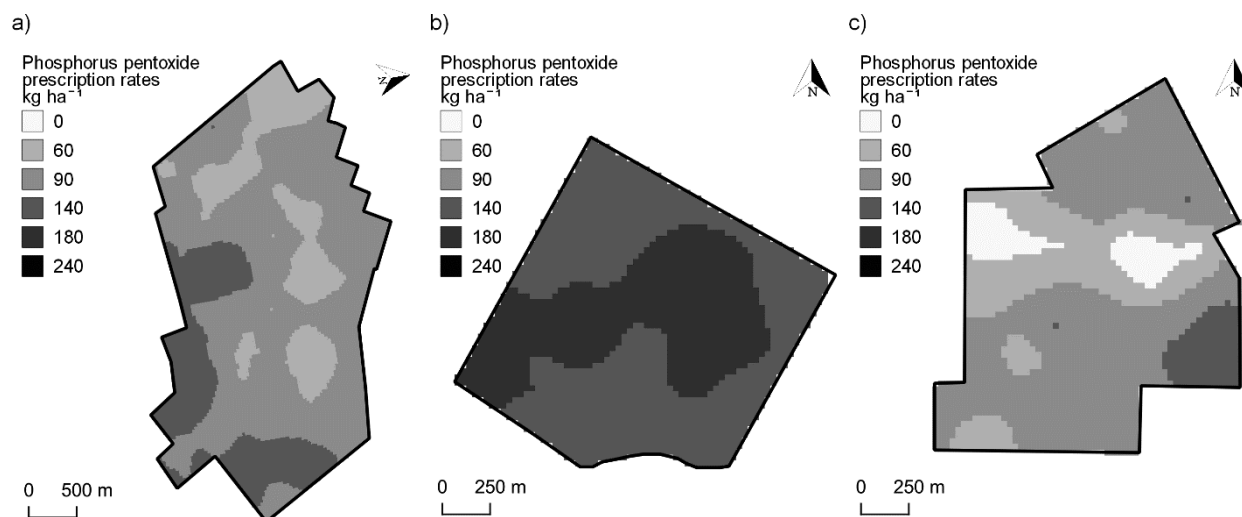 a)
Phosphorus pentoxide
prescription rates
kg ha⁻¹
0
60
90
140
180
240
N
0 500 m
b)
Phosphorus pentoxide
prescription rates
kg ha⁻¹
0
60
90
140
180
240
N
0 250 m
c)
Phosphorus pentoxide
prescription rates
kg ha⁻¹
0
60
90
140
180
240
N
0 250 m